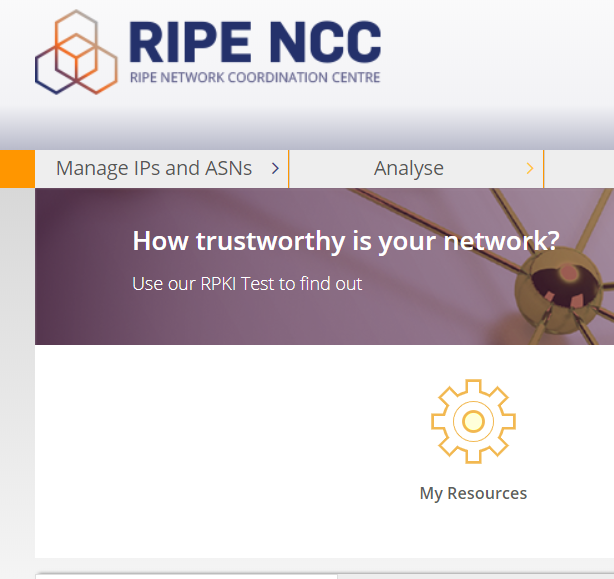 RIPE NCC
RIPE NETWORK COORDINATION CENTRE
Manage IPs and ASNs
Analyse
How trustworthy is your network?
Use our RPKI Test to find out
My Resources